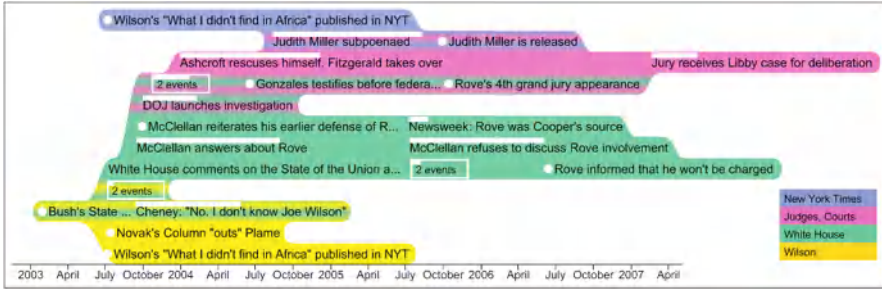 Wilson's "What I didn't find in Africa" published in NYT
Judith Miller subpoenaed Judith Miller is released
Ashcroft rescuses himself. Fitzgerald takes over Jury receives Libby case for deliberation
2 events Gonzales testifies before federa... Rove's 4th grand jury appearance
DOJ launches investigation
McClellan reiterates his earlier defense of R... Newsweek: Rove was Cooper's source
McClellan answers about Rove McClellan refuses to discuss Rove involvement
White House comments on the State of the Union a... 2 events Rove informed that he won't be charged
2 events
Bush's State ... Cheney: "No. I don't know Joe Wilson"
Novak's Column "outs" Plame
Wilson's "What I didn't find in Africa" published in NYT
New York Times
Judges, Courts
White House
Wilson
2003 April July October 2004 April July October 2005 April July October 2006 April July October 2007 April